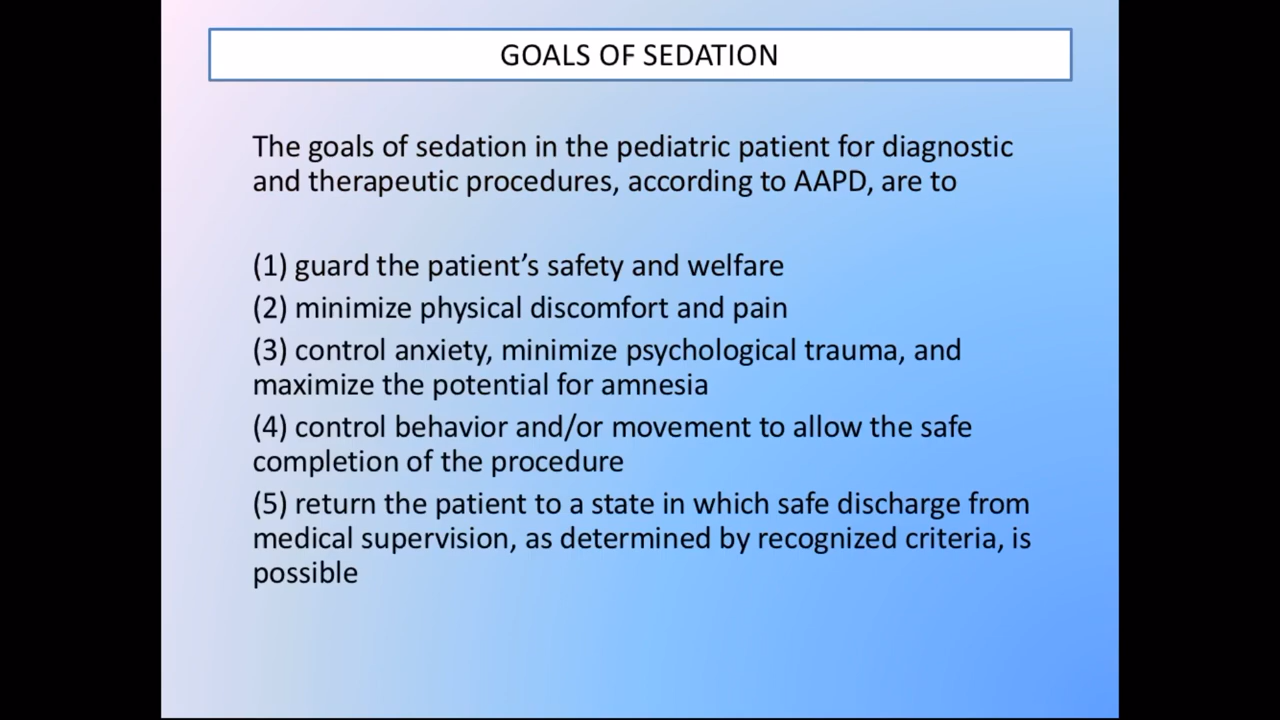 GOALS OF SEDATION
The goals of sedation in the pediatric patient for diagnostic
and therapeutic procedures, according to AAPD, are to
(1) guard the patient’s safety and welfare
(2) minimize physical discomfort and pain
(3) control anxiety, minimize psychological trauma, and
maximize the potential for amnesia
(4) control behavior and/or movement to allow the safe
completion of the procedure
(5) return the patient to a state in which safe discharge from
medical supervision, as determined by recognized criteria, is
possible